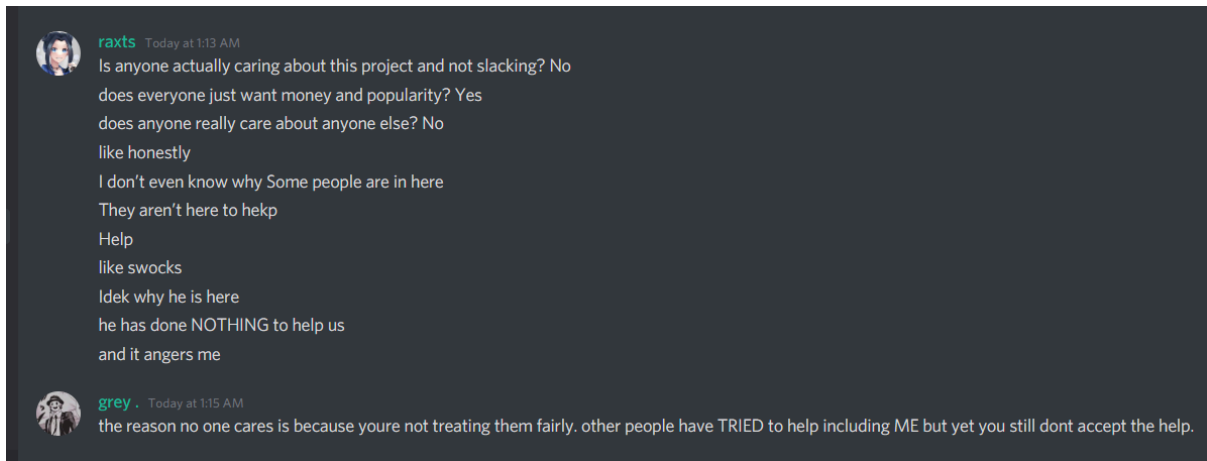 raxts Today at 1:13 AM
Is anyone actually caring about this project and not slacking? No
does everyone just want money and popularity? Yes
does anyone really care about anyone else? No
like honestly
I don’t even know why Some people are in here
They aren’t here to hekp
Help
like swocks
Idek why he is here
he has done NOTHING to help us
and it angers me
grey . Today at 1:15 AM
the reason no one cares is because youre not treating them fairly. other people have TRIED to help including ME but yet you still dont accept the help.